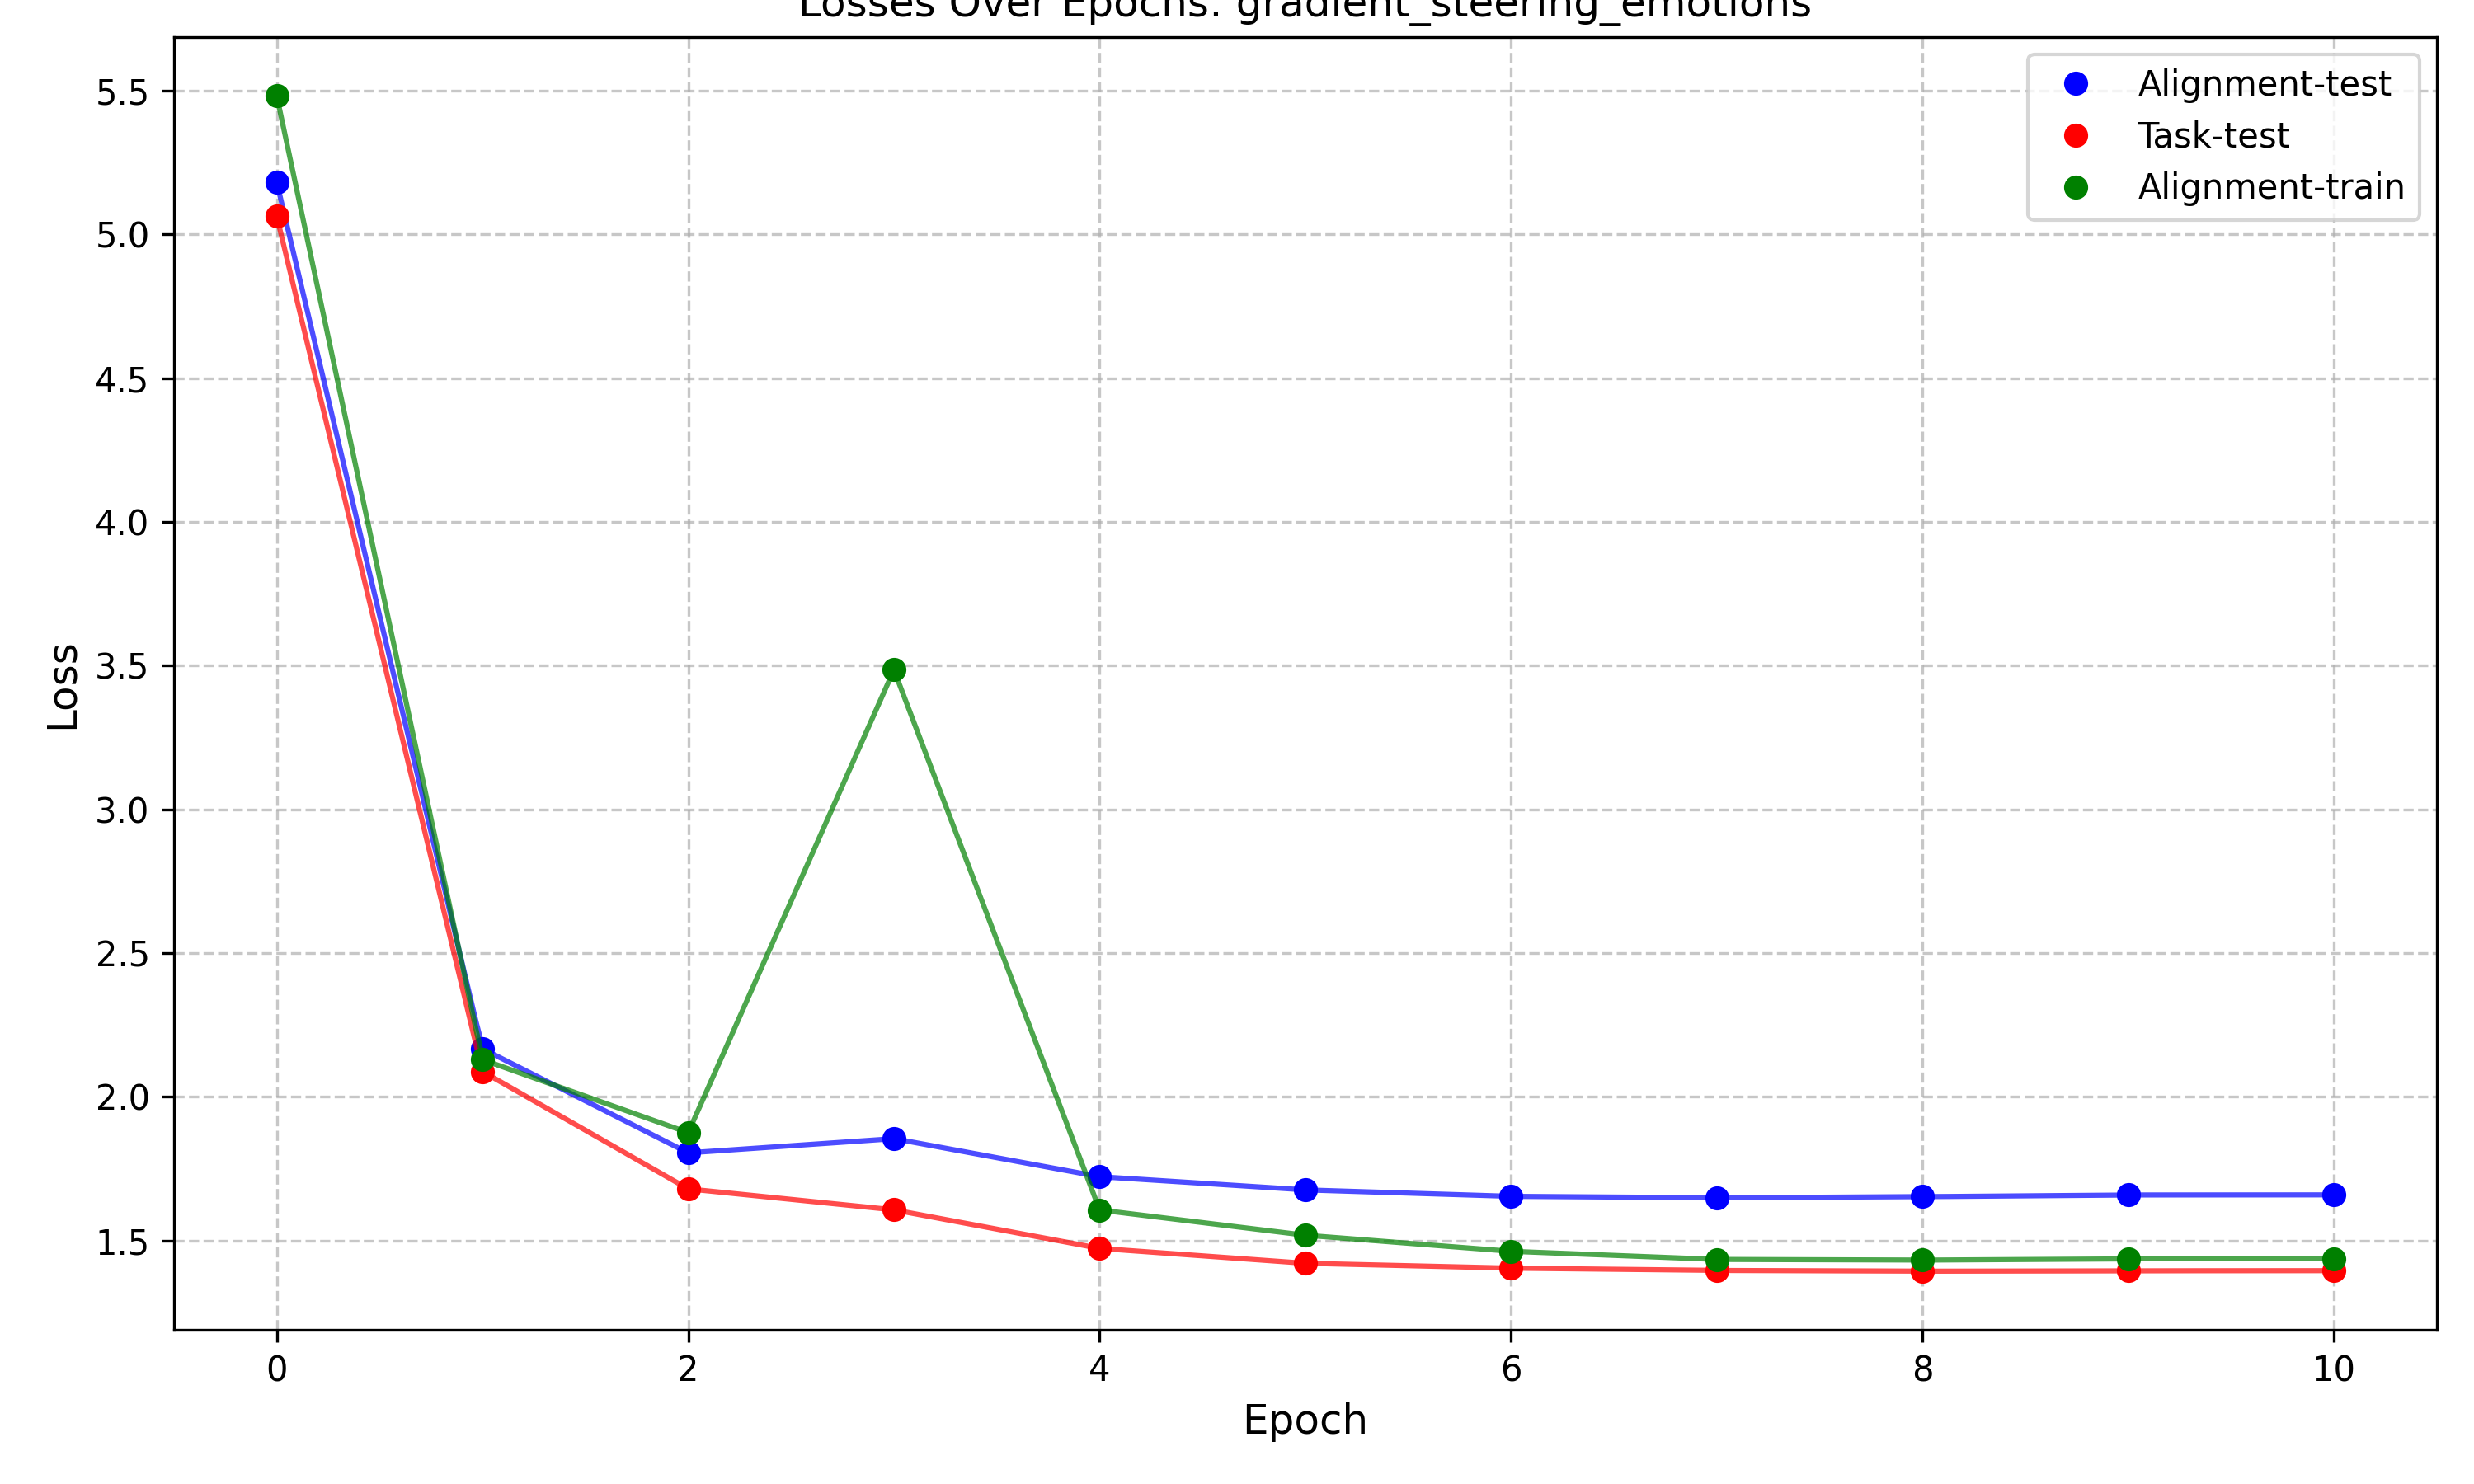 Losses Over Epochs: gradient_steering_emotions
Alignment-test
Task-test
Alignment-train
Loss
5.5
5.0
4.5
4.0
3.5
3.0
2.5
2.0
1.5
0 2 4 6 8 10
Epoch